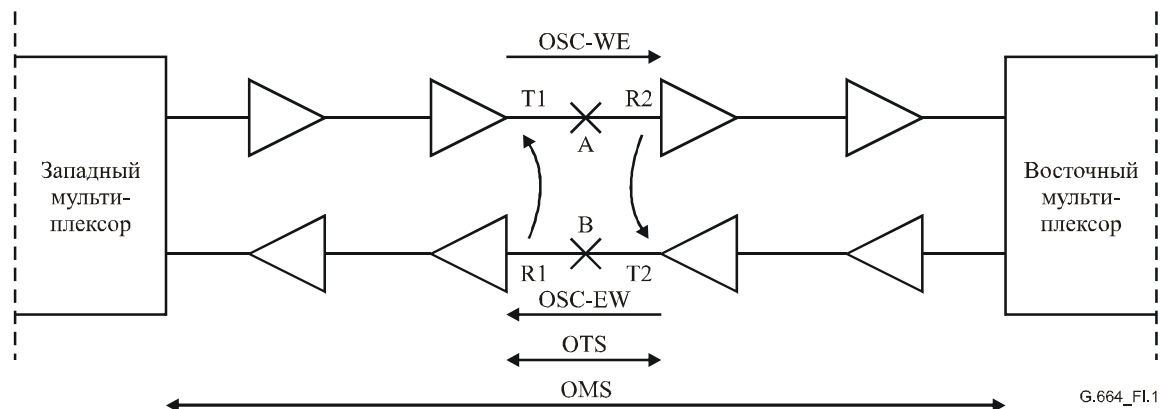 OSC-WE
T1
R2
A
Западный
мульти-
плексор
Восточный
мульти-
плексор
B
R1
T2
OSC-EW
OTS
OMS
G.664_FI.1